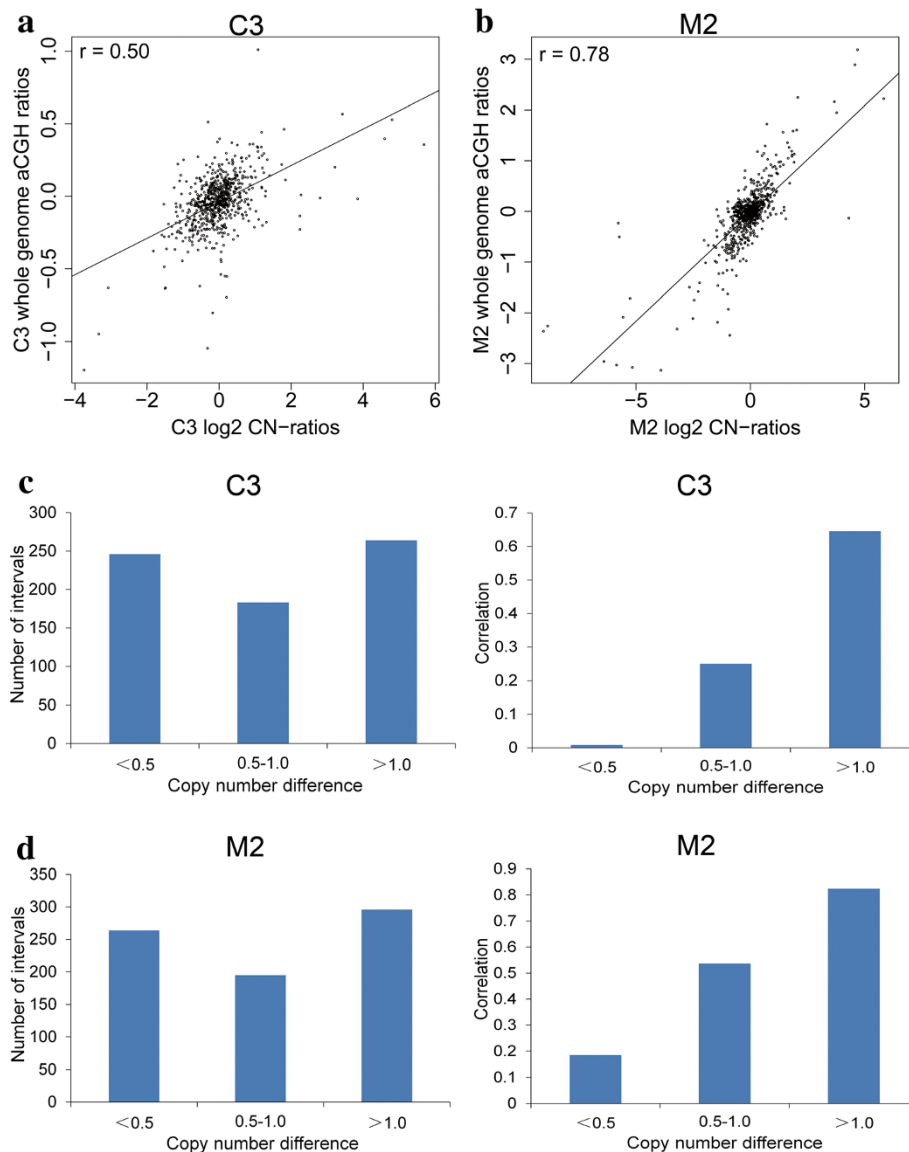 a
C3
r = 0.50
C3 whole genome aCGH ratios
1.0
0.5
0.0
−0.5
−1.0
−4 −2 0 2 4 6
C3 log2 CN−ratios
b
M2
r = 0.78
M2 whole genome aCGH ratios
3
2
1
0
−1
−2
−3
−5 0 5
M2 log2 CN−ratios
c
C3
Number of intervals
300
250
200
150
100
50
0
<0.5 0.5-1.0 >1.0
Copy number difference
C3
Correlation
0.7
0.6
0.5
0.4
0.3
0.2
0.1
0
<0.5 0.5-1.0 >1.0
Copy number difference
d
M2
Number of intervals
350
300
250
200
150
100
50
0
<0.5 0.5-1.0 >1.0
Copy number difference
M2
Correlation
0.9
0.8
0.7
0.6
0.5
0.4
0.3
0.2
0.1
0
<0.5 0.5-1.0 >1.0
Copy number difference